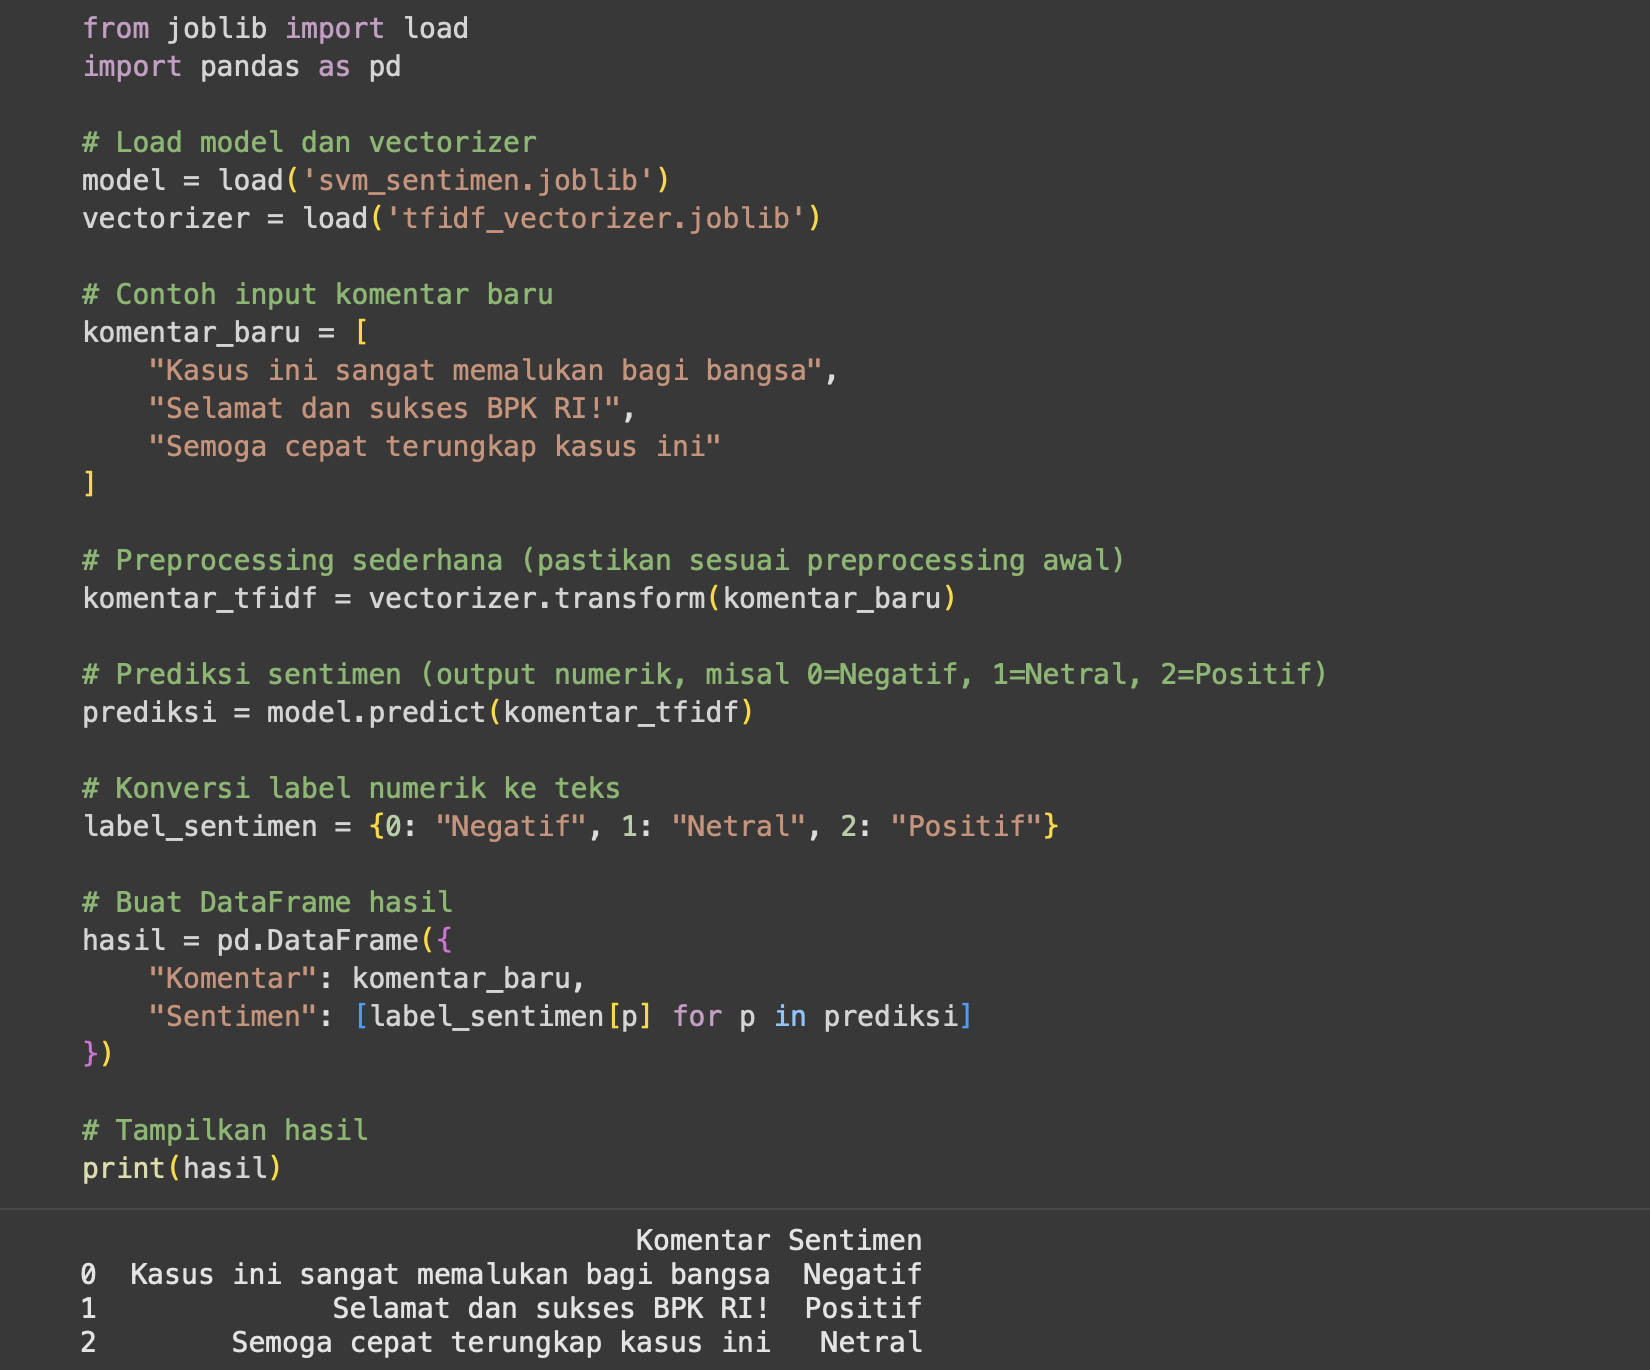 from joblib import load
import pandas as pd
# Load model dan vectorizer
model = load('svm_sentimen.joblib')
vectorizer = load('tfidf_vectorizer.joblib')
# Contoh input komentar baru
komentar_baru = [
    "Kasus ini sangat memalukan bagi bangsa",
    "Selamat dan sukses BPK RI!",
    "Semoga cepat terungkap kasus ini"
]
# Preprocessing sederhana (pastikan sesuai preprocessing awal)
komentar_tfidf = vectorizer.transform(komentar_baru)
# Prediksi sentimen (output numerik, misal 0=Negatif, 1=Netral, 2=Positif)
prediksi = model.predict(komentar_tfidf)
# Konversi label numerik ke teks
label_sentimen = {0: "Negatif", 1: "Netral", 2: "Positif"}
# Buat DataFrame hasil
hasil = pd.DataFrame({
    "Komentar": komentar_baru,
    "Sentimen": [label_sentimen[p] for p in prediksi]
})
# Tampilkan hasil
print(hasil)
                                 Komentar Sentimen
0  Kasus ini sangat memalukan bagi bangsa  Negatif
1              Selamat dan sukses BPK RI!  Positif
2        Semoga cepat terungkap kasus ini   Netral